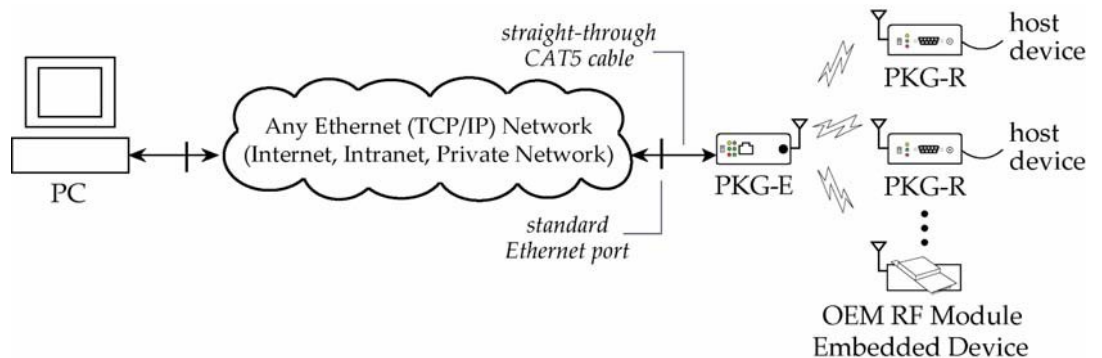 straight-through
CAT5 cable
host
device
PKG-R
Any Ethernet (TCP/IP) Network
(Internet, Intranet, Private Network)
PC
PKG-E
host
device
PKG-R
standard
Ethernet port
OEM RF Module
Embedded Device